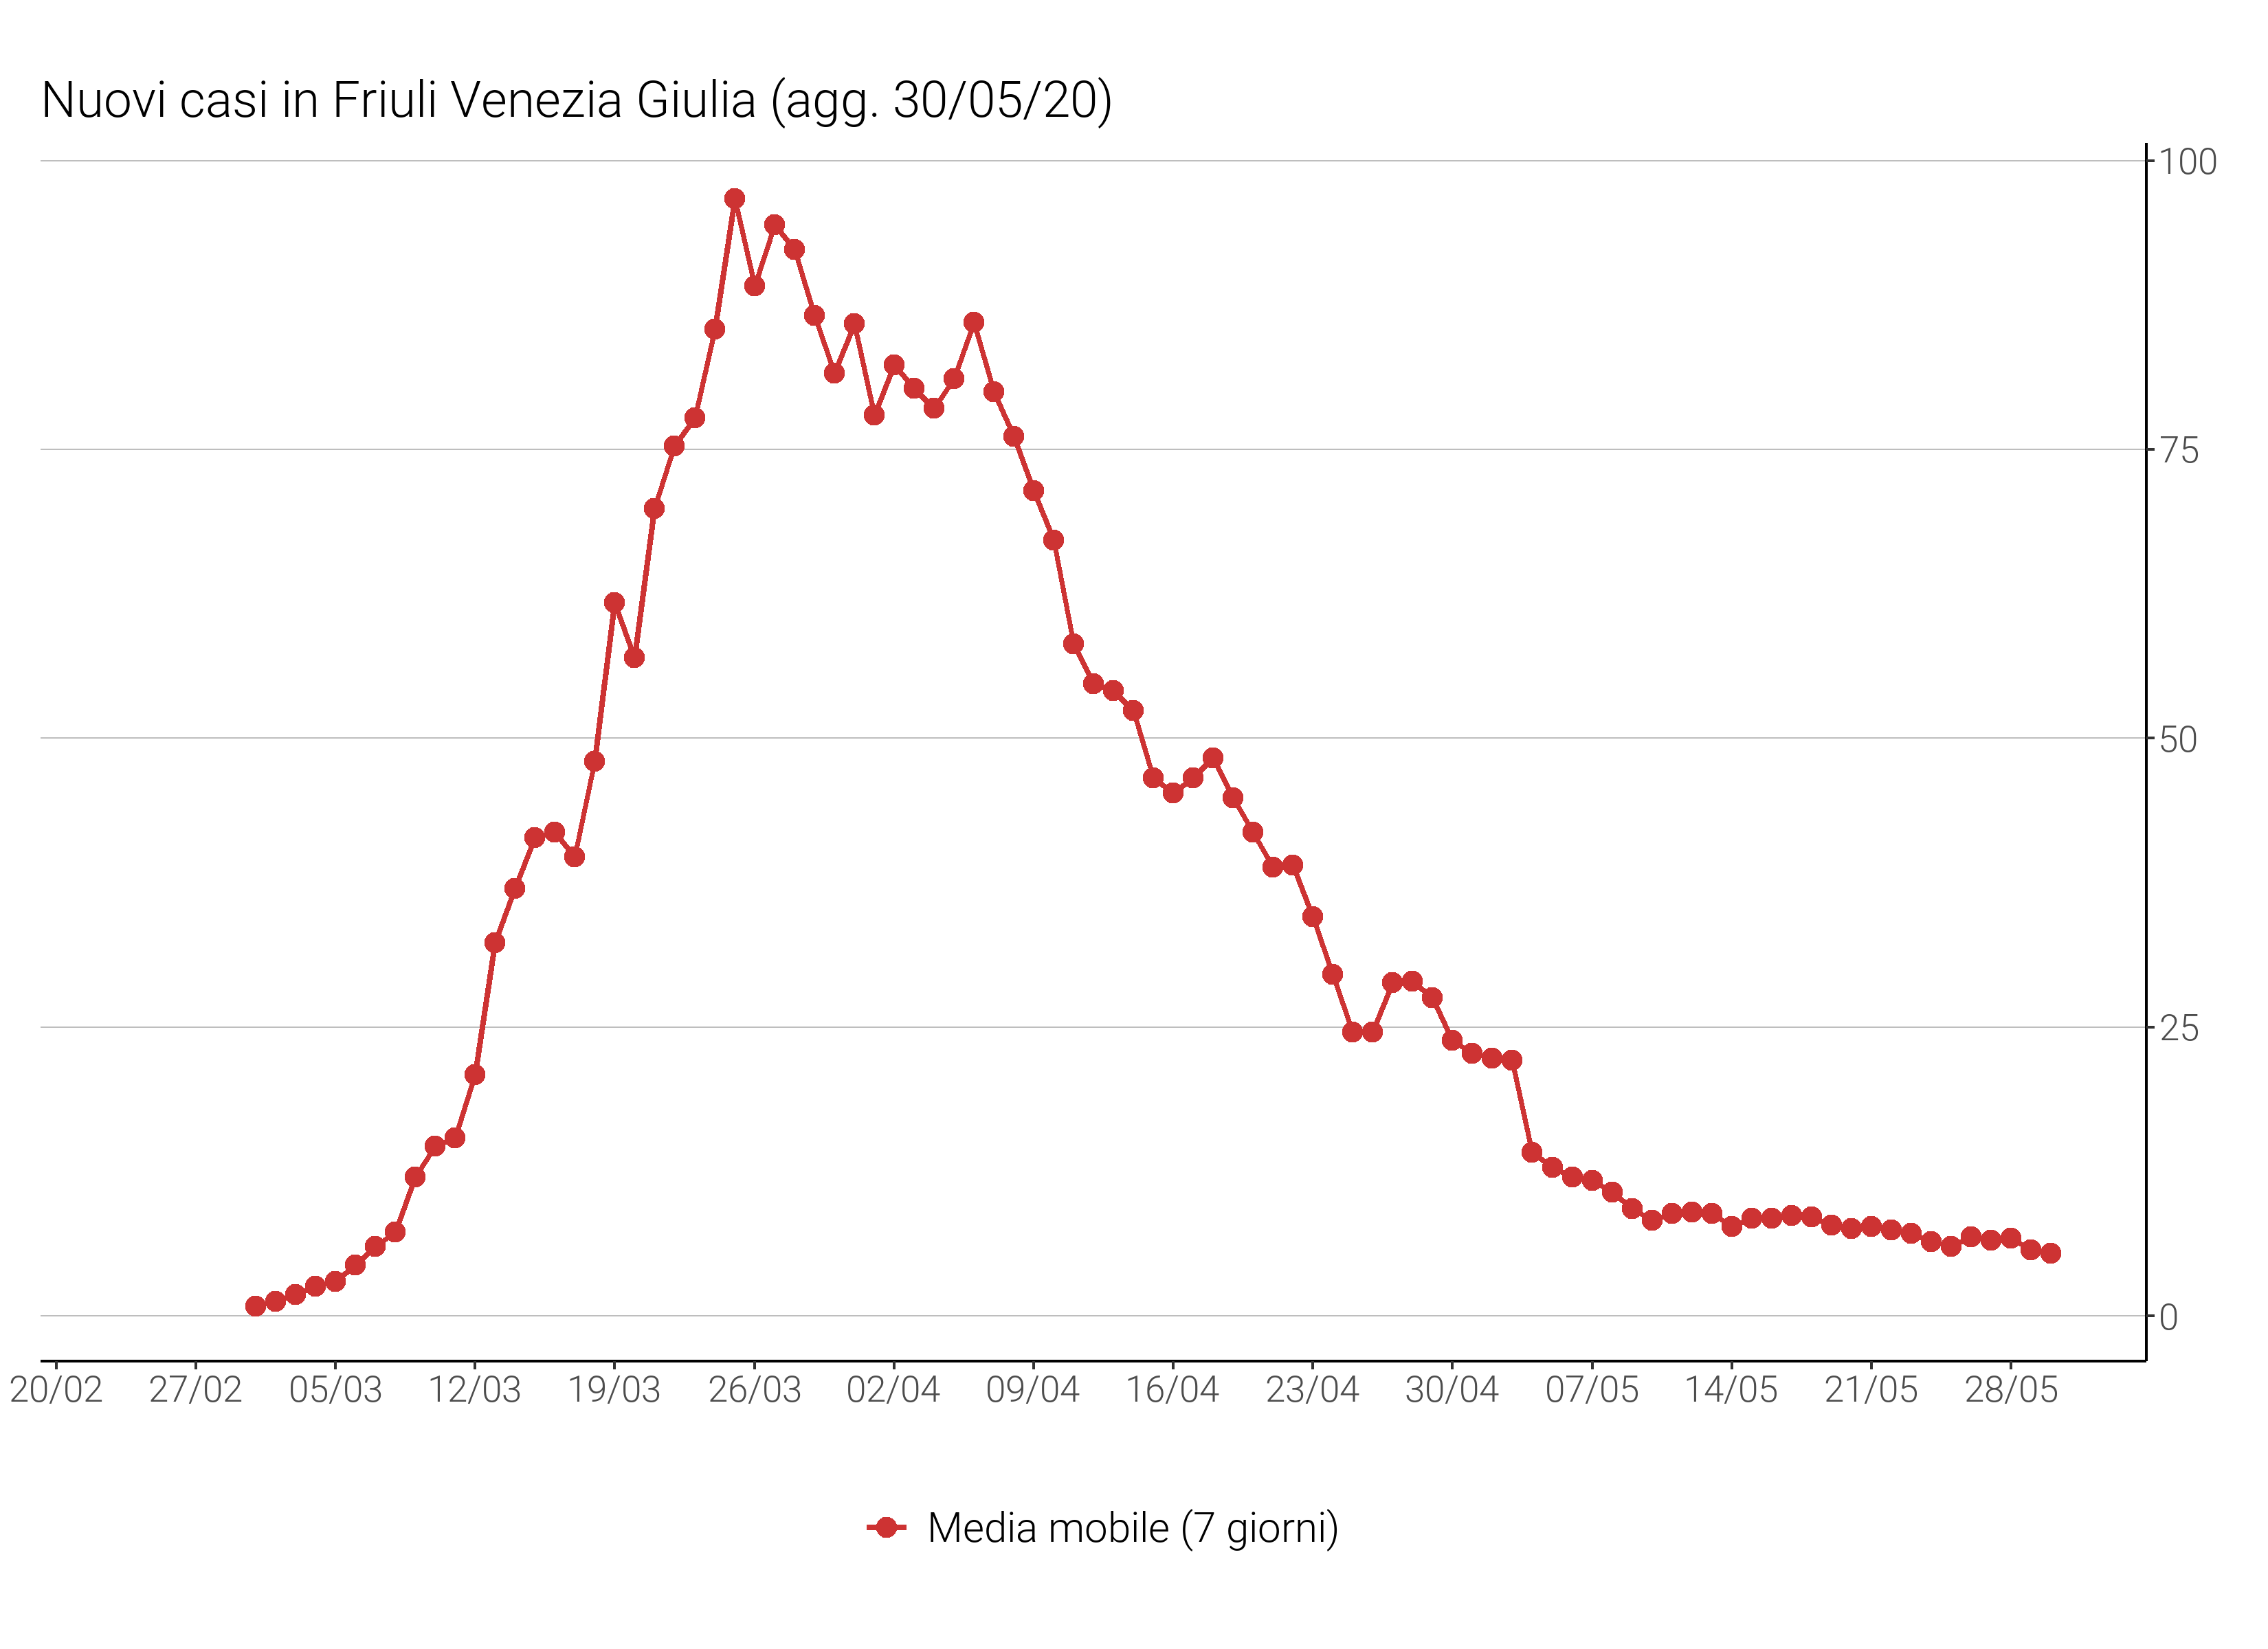 Nuovi casi in Friuli Venezia Giulia (agg. 30/05/20)
100
75
50
25
0
20/02 27/02 05/03 12/03 19/03 26/03 02/04 09/04 16/04 23/04 30/04 07/05 14/05 21/05 28/05
Media mobile (7 giorni)